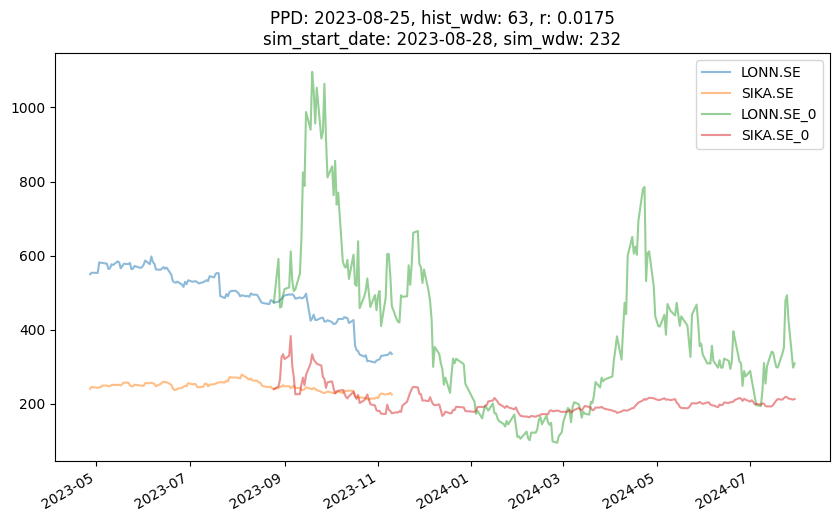 PPD: 2023-08-25, hist_wdw: 63, r: 0.0175
sim_start_date: 2023-08-28, sim_wdw: 232
LONN.SE
SIKA.SE
LONN.SE_0
SIKA.SE_0
1000
800
600
400
200
2023-05
2023-07
2023-09
2023-11
2024-01
2024-03
2024-05
2024-07